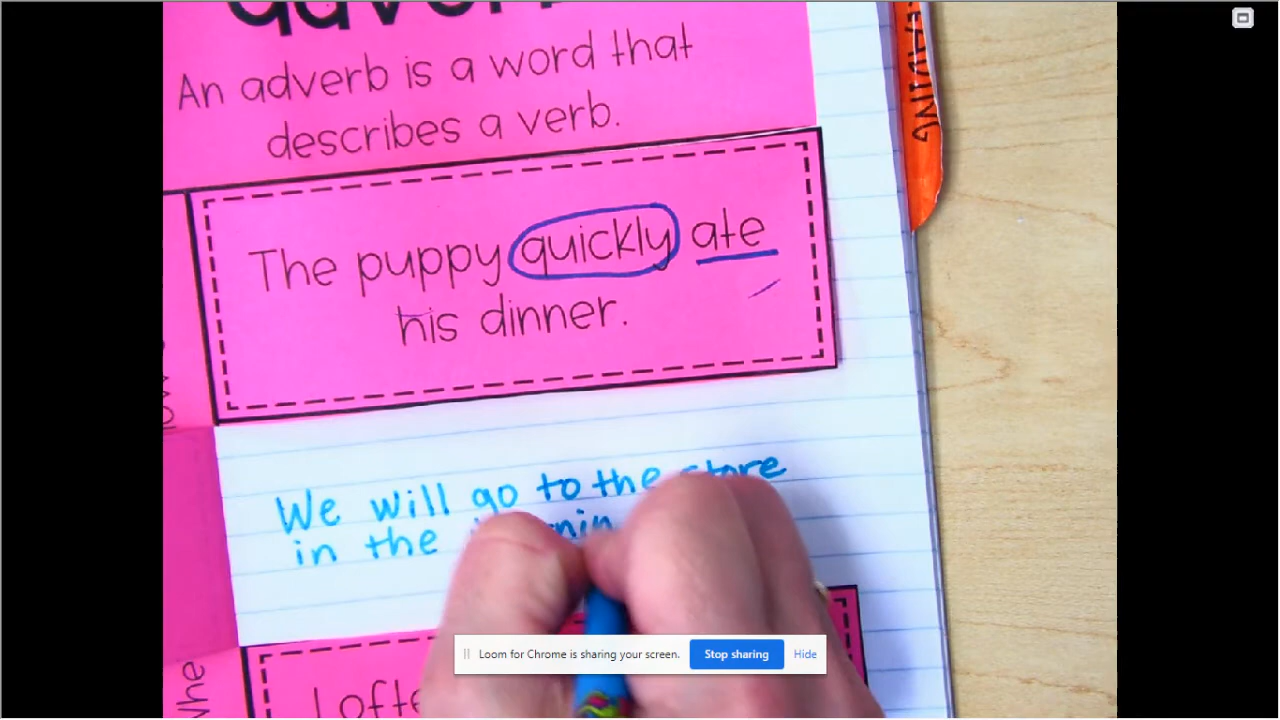 An adverb is a word that
describes a verb.
The puppy quickly ate
his dinner.
We will go to the store
in the
READING
Loom for Chrome is sharing your screen.
Stop sharing
Hide